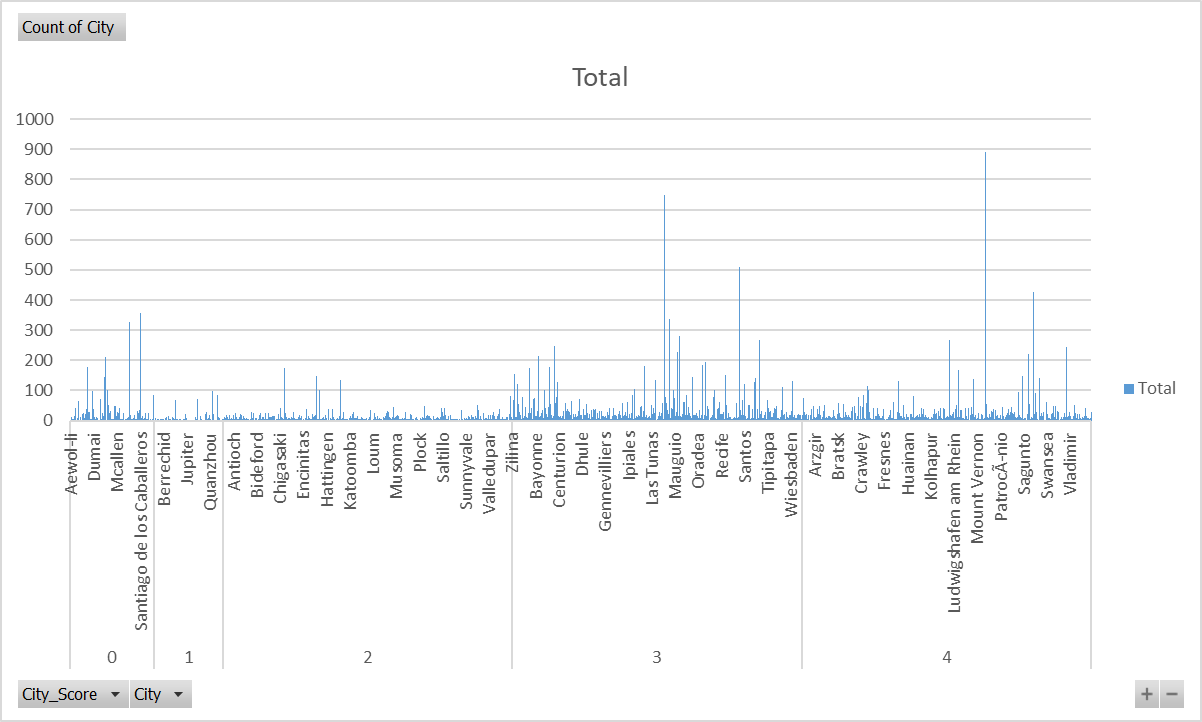 Count of City
Total
1000
900
800
700
600
500
400
300
200
100
0
Total
Aewol-li
Dumai
Mcallen
Santiago de los Caballeros
Berrechid
Jupiter
Quanzhou
Antioch
Bideford
Chigasaki
Encinitas
Hattingen
Katoomba
Loum
Musoma
Plock
Saltillo
Sunnyvale
Valledupar
Zilina
Bayonne
Centurion
Dhule
Gennevilliers
Ipiales
Las Tunas
Mauguio
Oradea
Recife
Santos
Tipitapa
Wiesbaden
Arzgir
Bratsk
Crawley
Fresnes
Huainan
Kolhapur
Ludwigshafen am Rhein
Mount Vernon
PatrocÃ-nio
Sagunto
Swansea
Vladimir
0 1 2 3 4
City_Score City